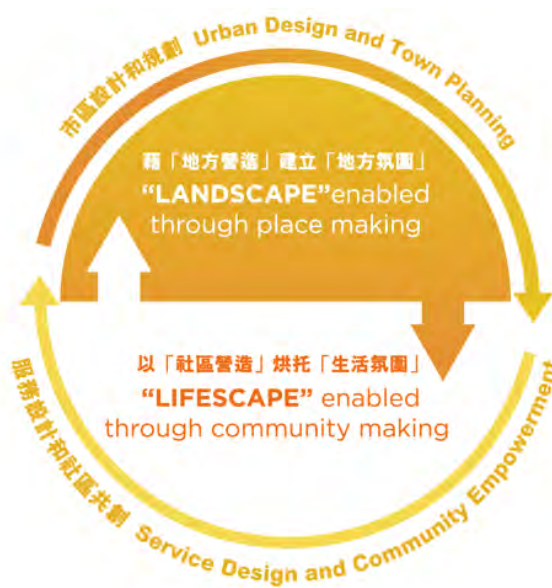 市區設計和規劃 Urban Design and Town Planning
藉「地方營造」建立「地方氛圍」
“LANDSCAPE”enabled
through place making
以「社區營造」烘托「生活氛圍」
“LIFESCAPE” enabled
through community making
服務設計和社區共創 Service Design and Community Empowerment